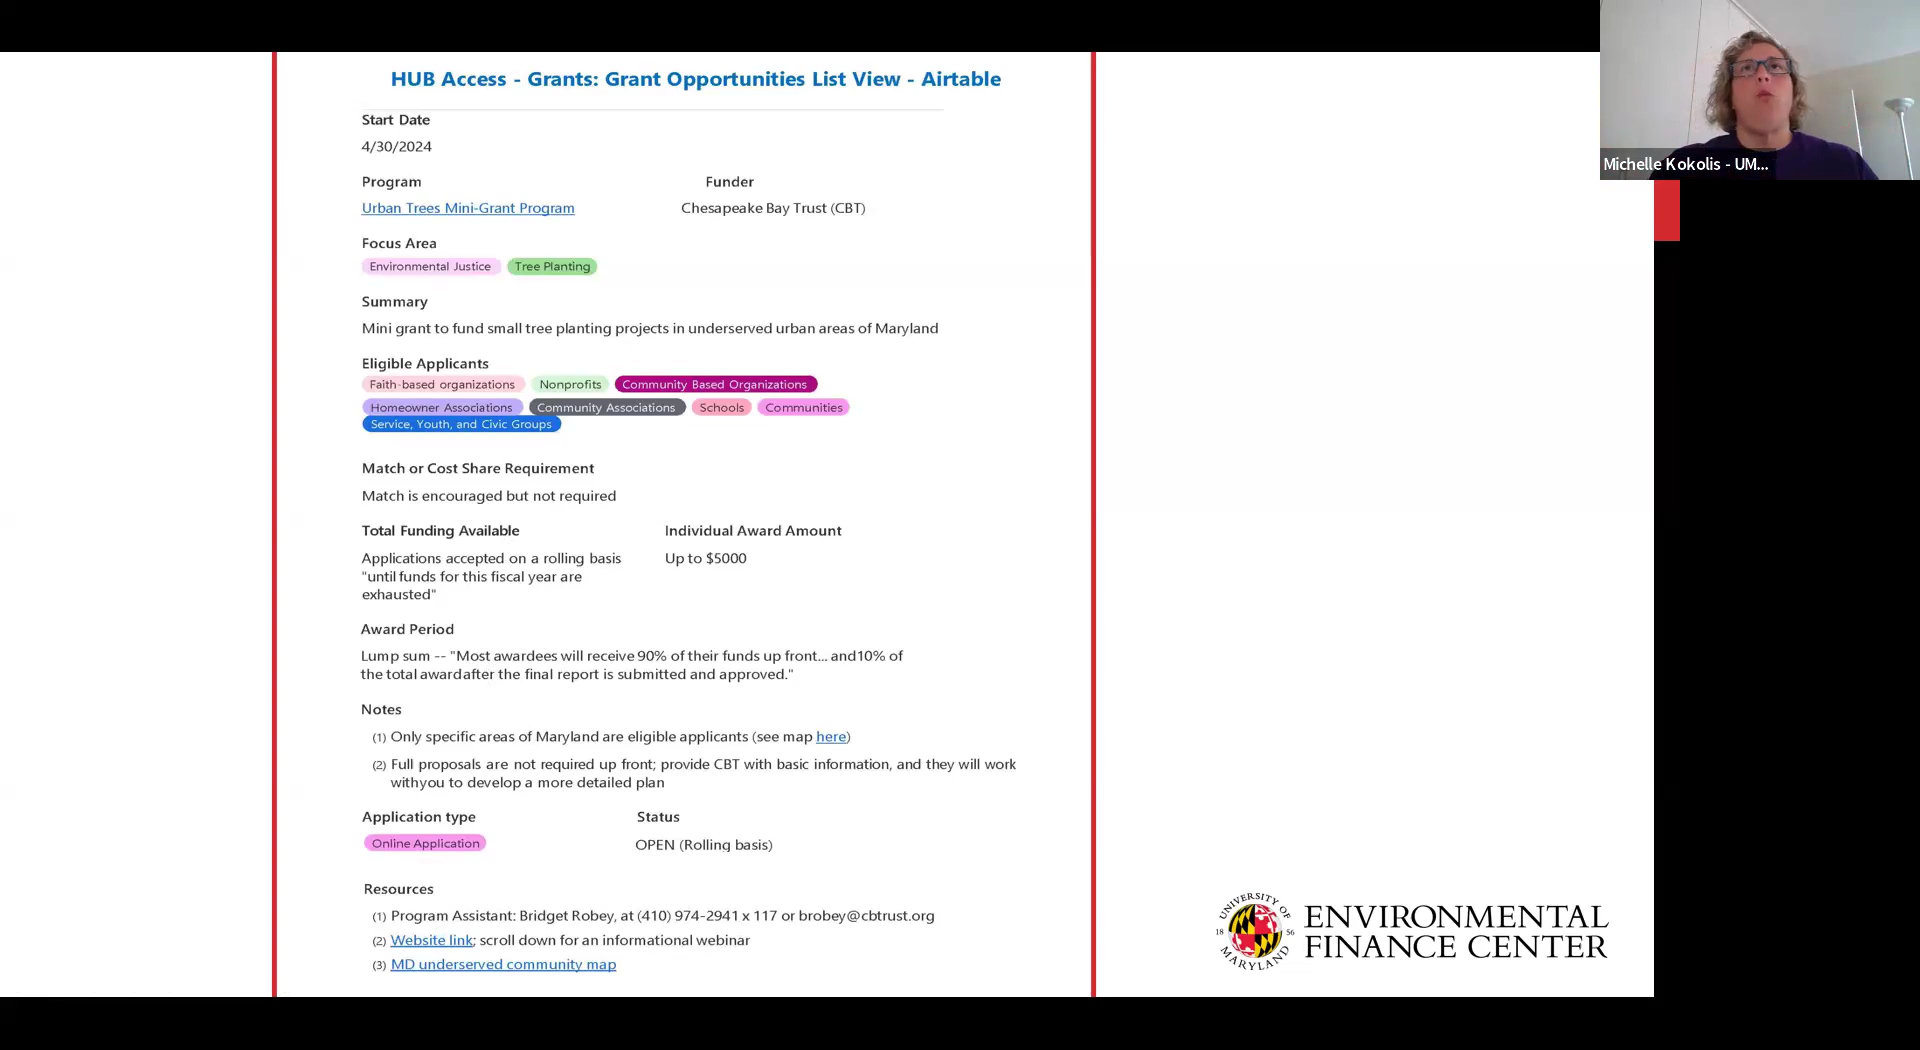 HUB Access - Grants: Grant Opportunities List View - Airtable
Michelle Kokolis - UM...
Start Date
4/30/2024
Program Funder
Urban Trees Mini-Grant Program Chesapeake Bay Trust (CBT)
Focus Area
Environmental Justice Tree Planting
Summary
Mini grant to fund small tree planting projects in underserved urban areas of Maryland
Eligible Applicants
Faith-based organizations Nonprofits Community Based Organizations
Homeowner Associations Community Associations Schools Communities
Service, Youth, and Civic Groups
Match or Cost Share Requirement
Match is encouraged but not required
Total Funding Available Individual Award Amount
Applications accepted on a rolling basis Up to $5000
"until funds for this fiscal year are
exhausted"
Award Period
Lump sum -- "Most awardees will receive 90% of their funds up front... and10% of
the total awardafter the final report is submitted and approved."
Notes
(1) Only specific areas of Maryland are eligible applicants (see map here)
(2) Full proposals are not required up front; provide CBT with basic information, and they will work
withyou to develop a more detailed plan
Application type Status
Online Application OPEN (Rolling basis)
Resources
(1) Program Assistant: Bridget Robey, at (410) 974-2941 x 117 or brobey@cbtrust.org
(2) Website link; scroll down for an informational webinar
(3) MD underserved community map
UNIVERSITY OF
18 56
MARYLAND
ENVIRONMENTAL
FINANCE CENTER